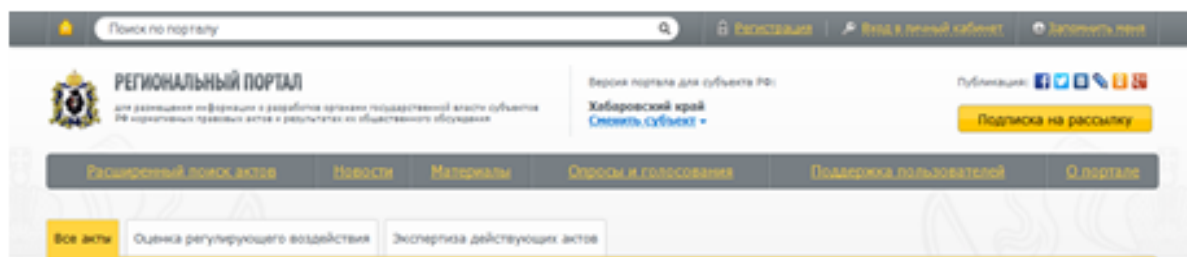 Поиск по порталу
Регистрация
Вход в личный кабинет
Запомнить меня
РЕГИОНАЛЬНЫЙ ПОРТАЛ
для размещения информации о разработке органами государственной власти субъектов
РФ нормативных правовых актов и результатах их общественного обсуждения
Версия портала для субъекта РФ:
Хабаровский край
Сменить субъект
Публикация:
Подписка на рассылку
Расширенный поиск актов
Новости
Материалы
Опросы и голосования
Поддержка пользователей
О портале
Все акты
Оценка регулирующего воздействия
Экспертиза действующих актов